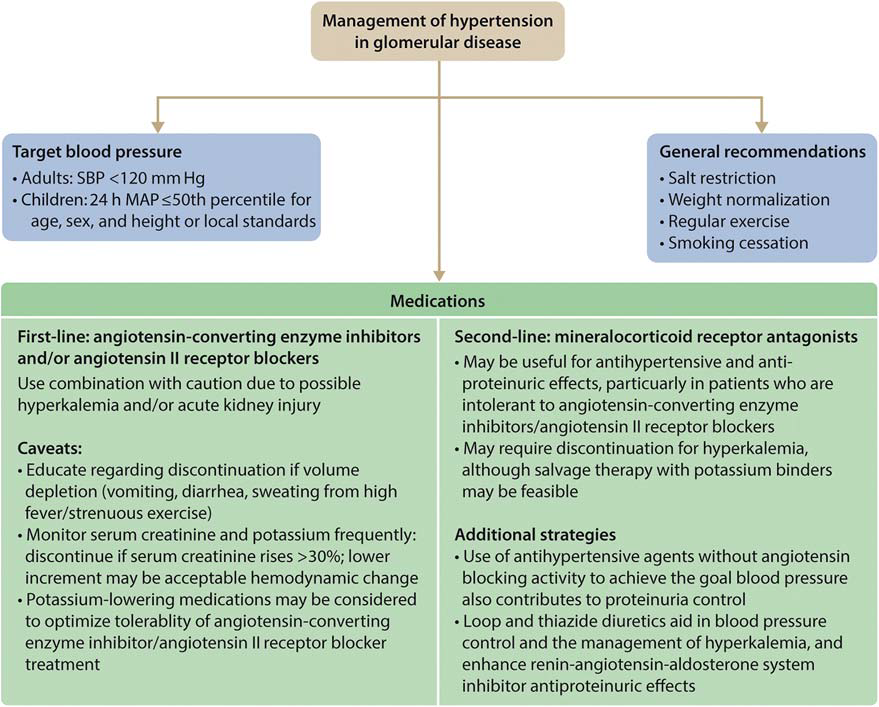 Management of hypertension
in glomerular disease
Target blood pressure
• Adults: SBP <120 mm Hg
• Children: 24 h MAP ≤50th percentile for
age, sex, and height or local standards
General recommendations
• Salt restriction
• Weight normalization
• Regular exercise
• Smoking cessation
Medications
First-line: angiotensin-converting enzyme inhibitors
and/or angiotensin II receptor blockers
Use combination with caution due to possible
hyperkalemia and/or acute kidney injury
Caveats:
• Educate regarding discontinuation if volume
depletion (vomiting, diarrhea, sweating from high
fever/strenuous exercise)
• Monitor serum creatinine and potassium frequently:
discontinue if serum creatinine rises >30%; lower
increment may be acceptable hemodynamic change
• Potassium-lowering medications may be considered
to optimize tolerablity of angiotensin-converting
enzyme inhibitor/angiotensin II receptor blocker
treatment
Second-line: mineralocorticoid receptor antagonists
• May be useful for antihypertensive and anti-
proteinuric effects, particuarly in patients who are
intolerant to angiotensin-converting enzyme
inhibitors/angiotensin II receptor blockers
• May require discontinuation for hyperkalemia,
although salvage therapy with potassium binders
may be feasible
Additional strategies
• Use of antihypertensive agents without angiotensin
blocking activity to achieve the goal blood pressure
also contributes to proteinuria control
• Loop and thiazide diuretics aid in blood pressure
control and the management of hyperkalemia, and
enhance renin-angiotensin-aldosterone system
inhibitor antiproteinuric effects